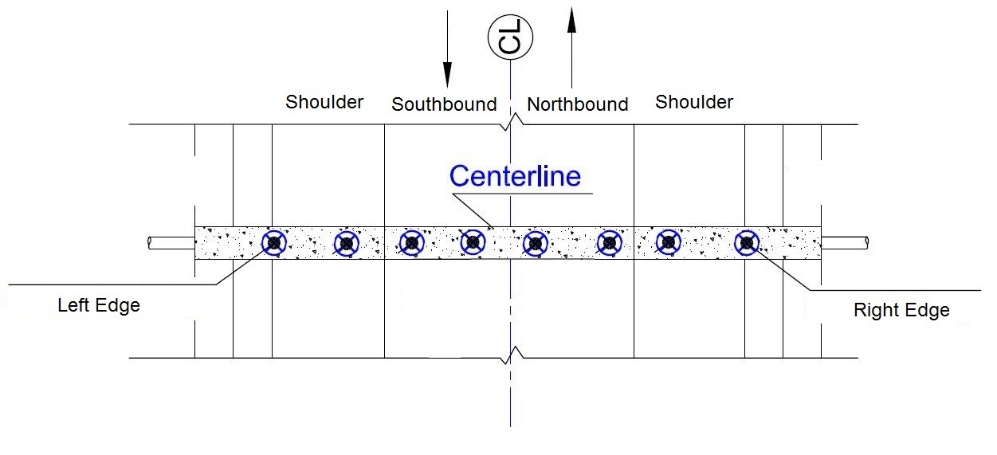 CL
Shoulder Southbound Northbound Shoulder
Centerline
Left Edge
Right Edge